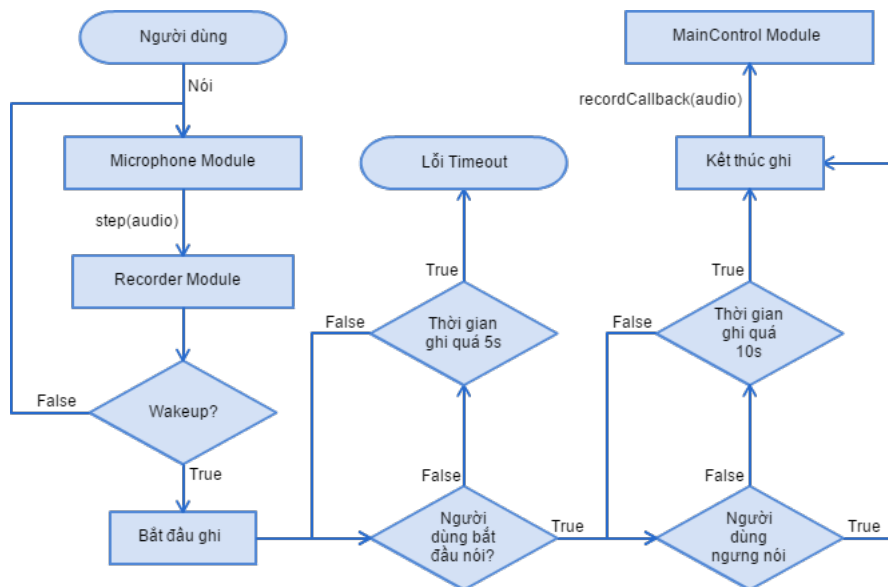 Người dùng
Nói
Microphone Module
step(audio)
Recorder Module
Wakeup?
False
True
Bắt đầu ghi
Lỗi Timeout
True
False
Thời gian
ghi quá 5s
False
Người
dùng bắt
đầu nói?
True
MainControl Module
recordCallback(audio)
Kết thúc ghi
True
False
Thời gian
ghi quá
10s
False
Người
dùng
ngưng nói
True